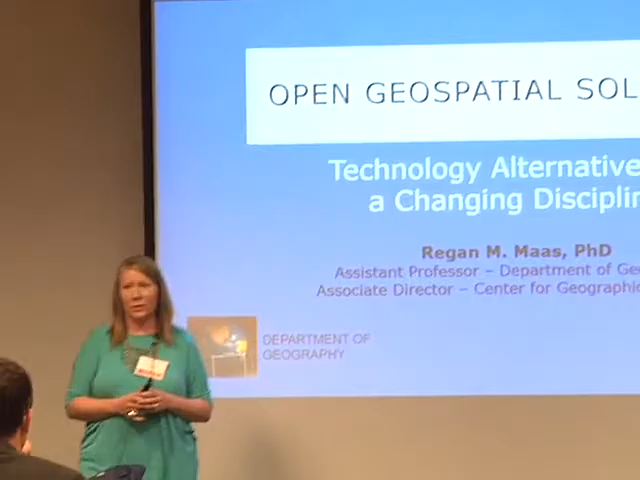 OPEN GEOSPATIAL SOL
Technology Alternative
a Changing Disciplin
Regan M. Maas, PhD
Assistant Professor – Department of Geo
Associate Director – Center for Geographic
DEPARTMENT OF
GEOGRAPHY